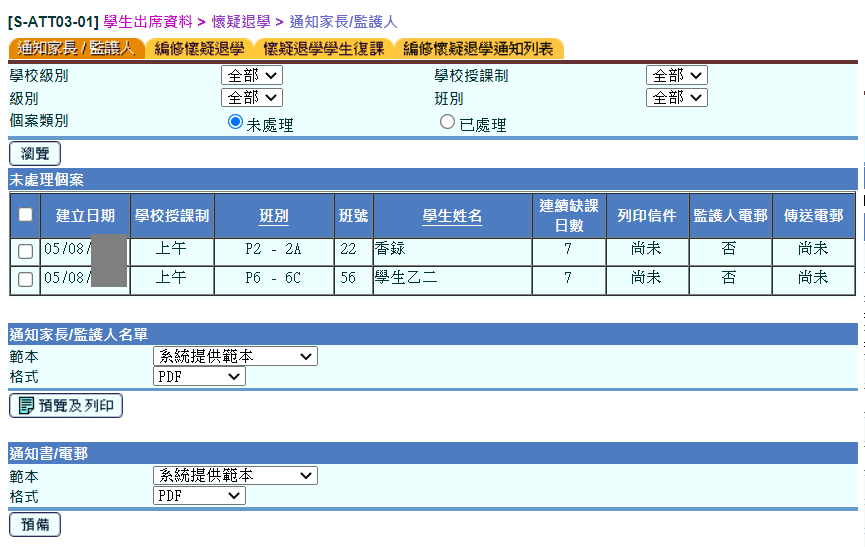 [S-ATT03-01] 學生出席資料 > 懷疑退學 > 通知家長/監護人
通知家長 / 監護人 編修懷疑退學 懷疑退學學生復課 編修懷疑退學通知列表
學校級別 全部 學校授課制 全部
級別 全部 班別 全部
個案類別 未處理 已處理
瀏覽
未處理個案
建立日期 學校授課制 班別 班號 學生姓名 連續缺課日數 列印信件 監護人電郵 傳送電郵
05/08/ 上午 P2 - 2A 22 香録 7 尚未 否 尚未
05/08/ 上午 P6 - 6C 56 學生乙二 7 尚未 否 尚未
通知家長/監護人名單
範本 系統提供範本
格式 PDF
預覽及列印
通知書/電郵
範本 系統提供範本
格式 PDF
預備